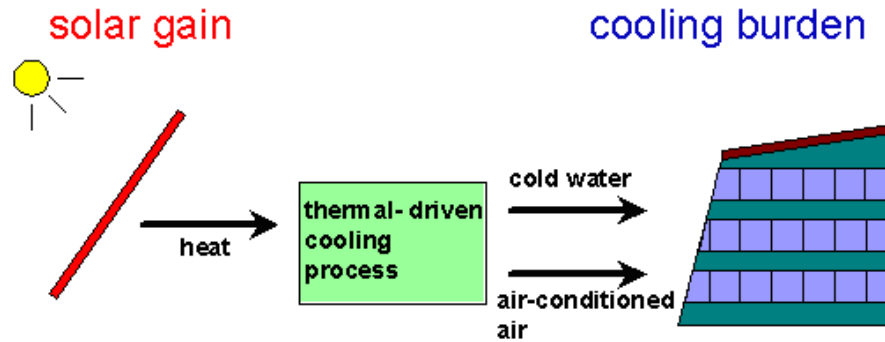 solar gain
cooling burden
heat
thermal- driven
cooling
process
cold water
air-conditioned
air